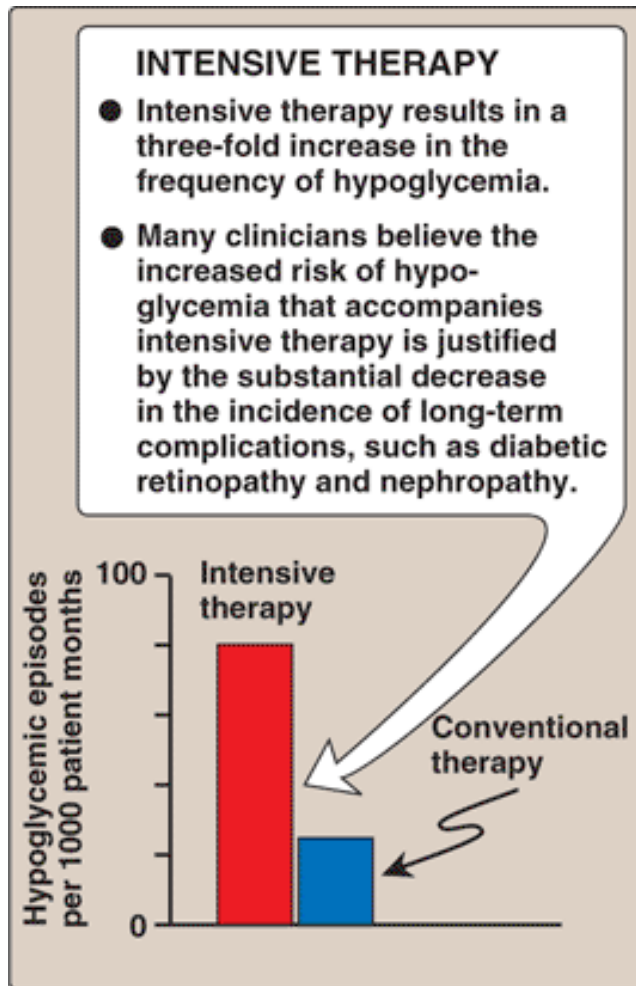 INTENSIVE THERAPY
● Intensive therapy results in a
three-fold increase in the
frequency of hypoglycemia.
● Many clinicians believe the
increased risk of hypo-
glycemia that accompanies
intensive therapy is justified
by the substantial decrease
in the incidence of long-term
complications, such as diabetic
retinopathy and nephropathy.
Hypoglycemic episodes
per 1000 patient months
100
0
Intensive
therapy
Conventional
therapy